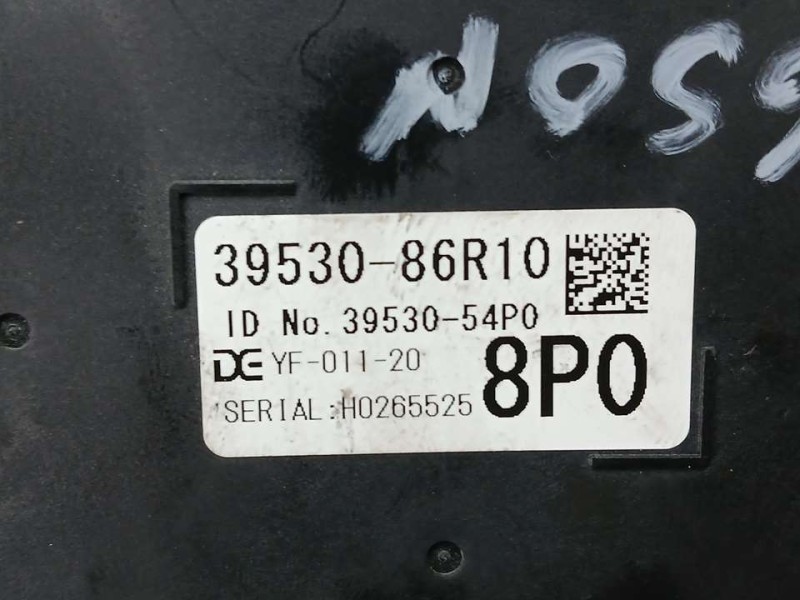 39530-86R10
ID No. 39530-54P0
DE YF-011-20
8P0
SERIAL:H0265525